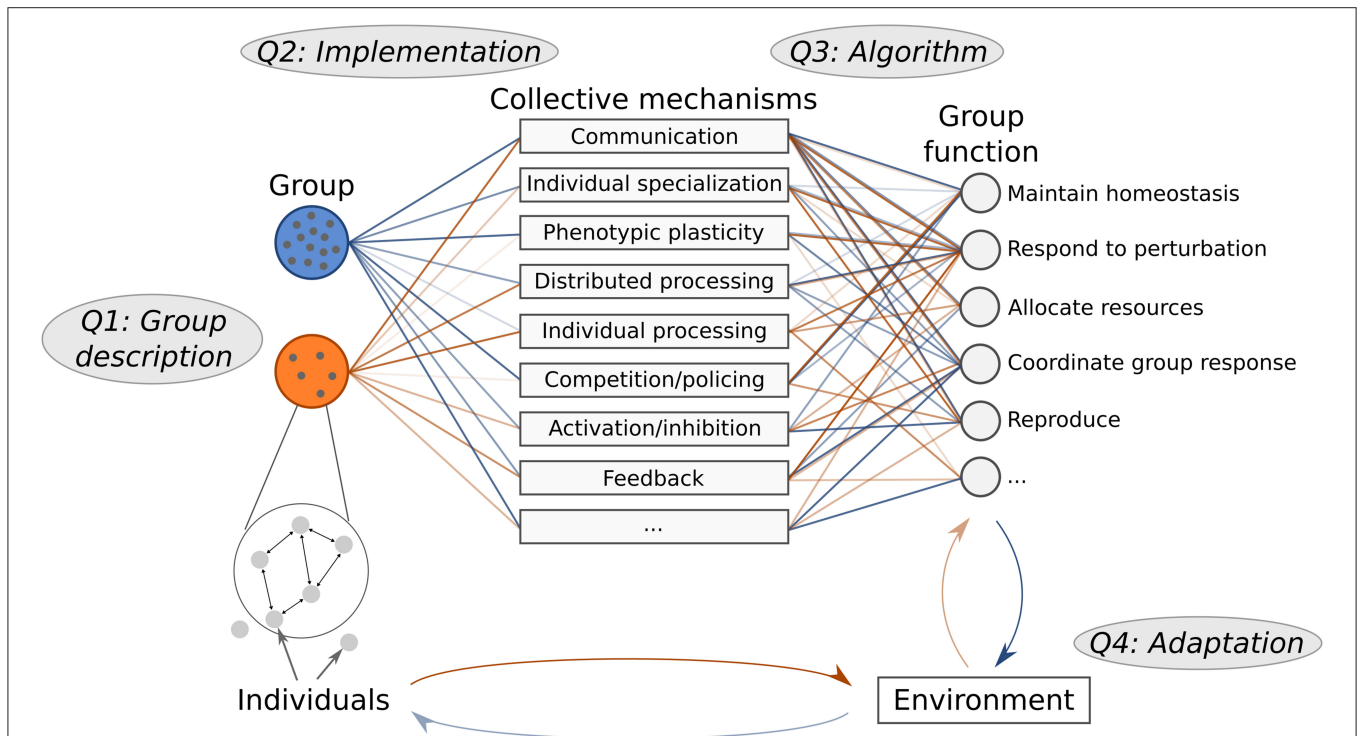 Q2: Implementation
Q3: Algorithm
Collective mechanisms
Group
function
Communication
Individual specialization
Phenotypic plasticity
Distributed processing
Individual processing
Competition/policing
Activation/inhibition
Feedback
...
Group
Q1: Group
description
Maintain homeostasis
Respond to perturbation
Allocate resources
Coordinate group response
Reproduce
...
Q4: Adaptation
Individuals
Environment